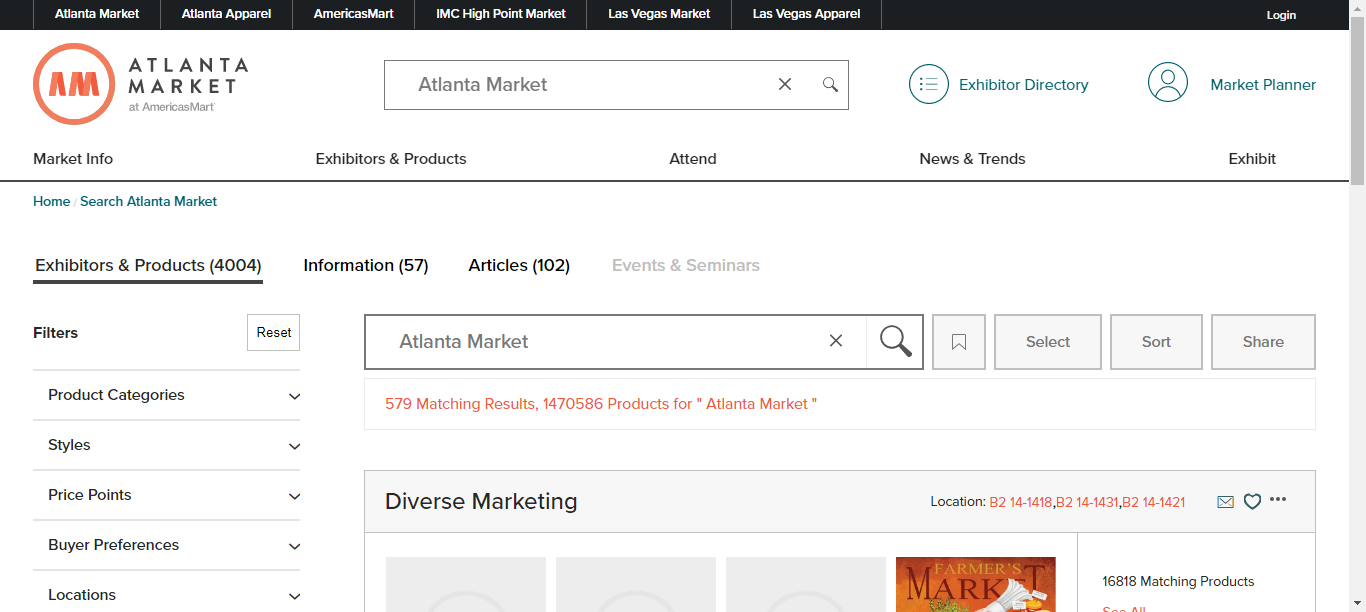 Atlanta Market
Atlanta Apparel
AmericasMart
IMC High Point Market
Las Vegas Market
Las Vegas Apparel
Login
ATLANTA
MARKET
at AmericasMart
Atlanta Market
Exhibitor Directory
Market Planner
Market Info
Exhibitors & Products
Attend
News & Trends
Exhibit
Home / Search Atlanta Market
Exhibitors & Products (4004)
Information (57)
Articles (102)
Events & Seminars
Filters
Reset
Atlanta Market
Select
Sort
Share
Product Categories
Styles
Price Points
Buyer Preferences
Locations
579 Matching Results, 1470586 Products for " Atlanta Market "
Diverse Marketing
Location: B2 14-1418,B2 14-1431,B2 14-1421
FARMER'S
MARKET
16818 Matching Products
See All